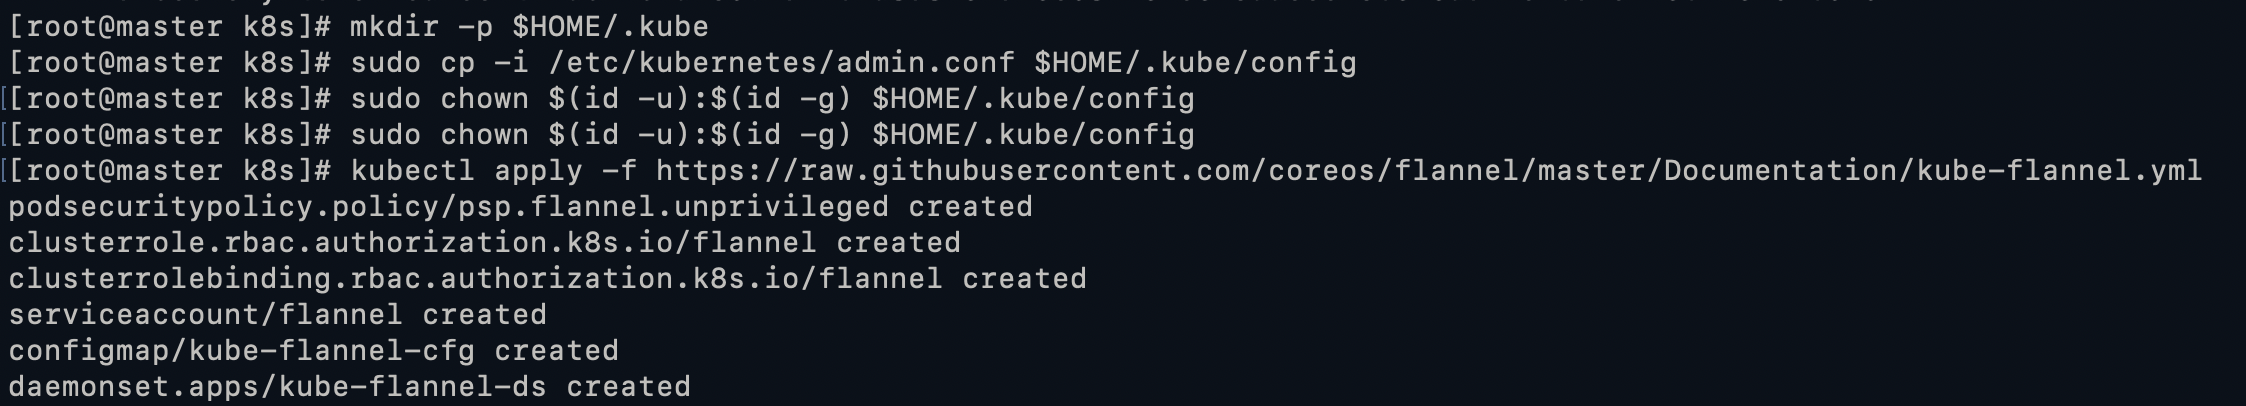 [root@master k8s]# mkdir -p $HOME/.kube
[root@master k8s]# sudo cp -i /etc/kubernetes/admin.conf $HOME/.kube/config
[[root@master k8s]# sudo chown $(id -u):$(id -g) $HOME/.kube/config
[[root@master k8s]# sudo chown $(id -u):$(id -g) $HOME/.kube/config
[[root@master k8s]# kubectl apply -f https://raw.githubusercontent.com/coreos/flannel/master/Documentation/kube-flannel.yml
podsecuritypolicy.policy/psp.flannel.unprivileged created
clusterrole.rbac.authorization.k8s.io/flannel created
clusterrolebinding.rbac.authorization.k8s.io/flannel created
serviceaccount/flannel created
configmap/kube-flannel-cfg created
daemonset.apps/kube-flannel-ds created